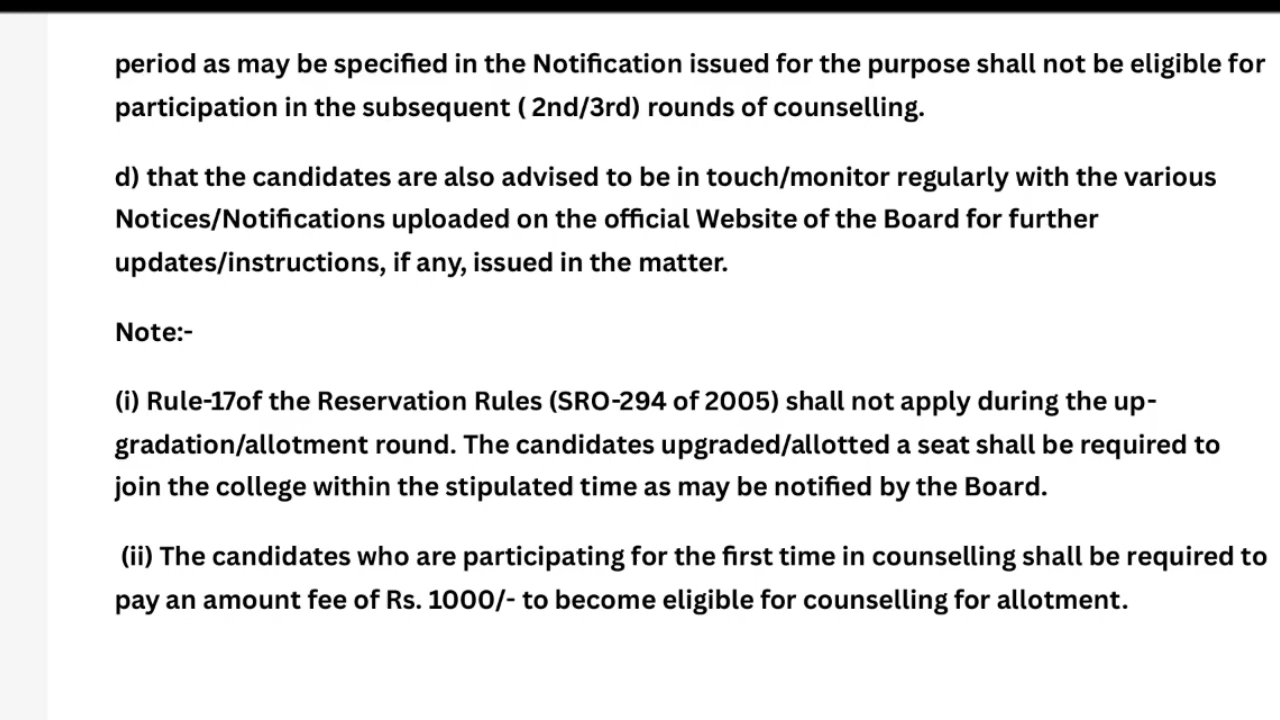 period as may be specified in the Notification issued for the purpose shall not be eligible for
participation in the subsequent ( 2nd/3rd) rounds of counselling.
d) that the candidates are also advised to be in touch/monitor regularly with the various
Notices/Notifications uploaded on the official Website of the Board for further
updates/instructions, if any, issued in the matter.
Note:-
(i) Rule-17of the Reservation Rules (SRO-294 of 2005) shall not apply during the up-
gradation/allotment round. The candidates upgraded/allotted a seat shall be required to
join the college within the stipulated time as may be notified by the Board.
(ii) The candidates who are participating for the first time in counselling shall be required to
pay an amount fee of Rs. 1000/- to become eligible for counselling for allotment.